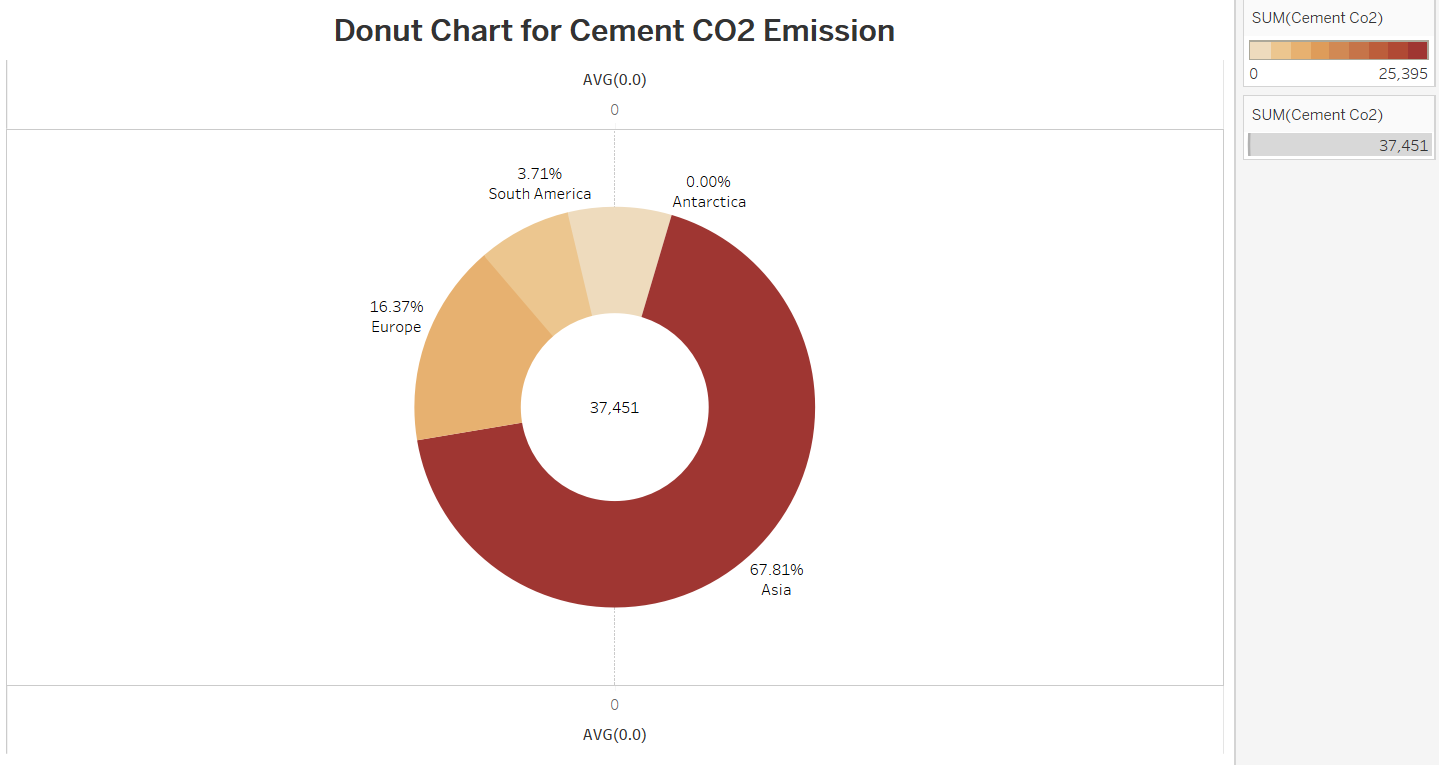 Donut Chart for Cement CO2 Emission
AVG(0.0)
0
3.71%
South America
0.00%
Antarctica
16.37%
Europe
37,451
67.81%
Asia
0
AVG(0.0)
SUM(Cement Co2)
0 25,395
SUM(Cement Co2)
37,451